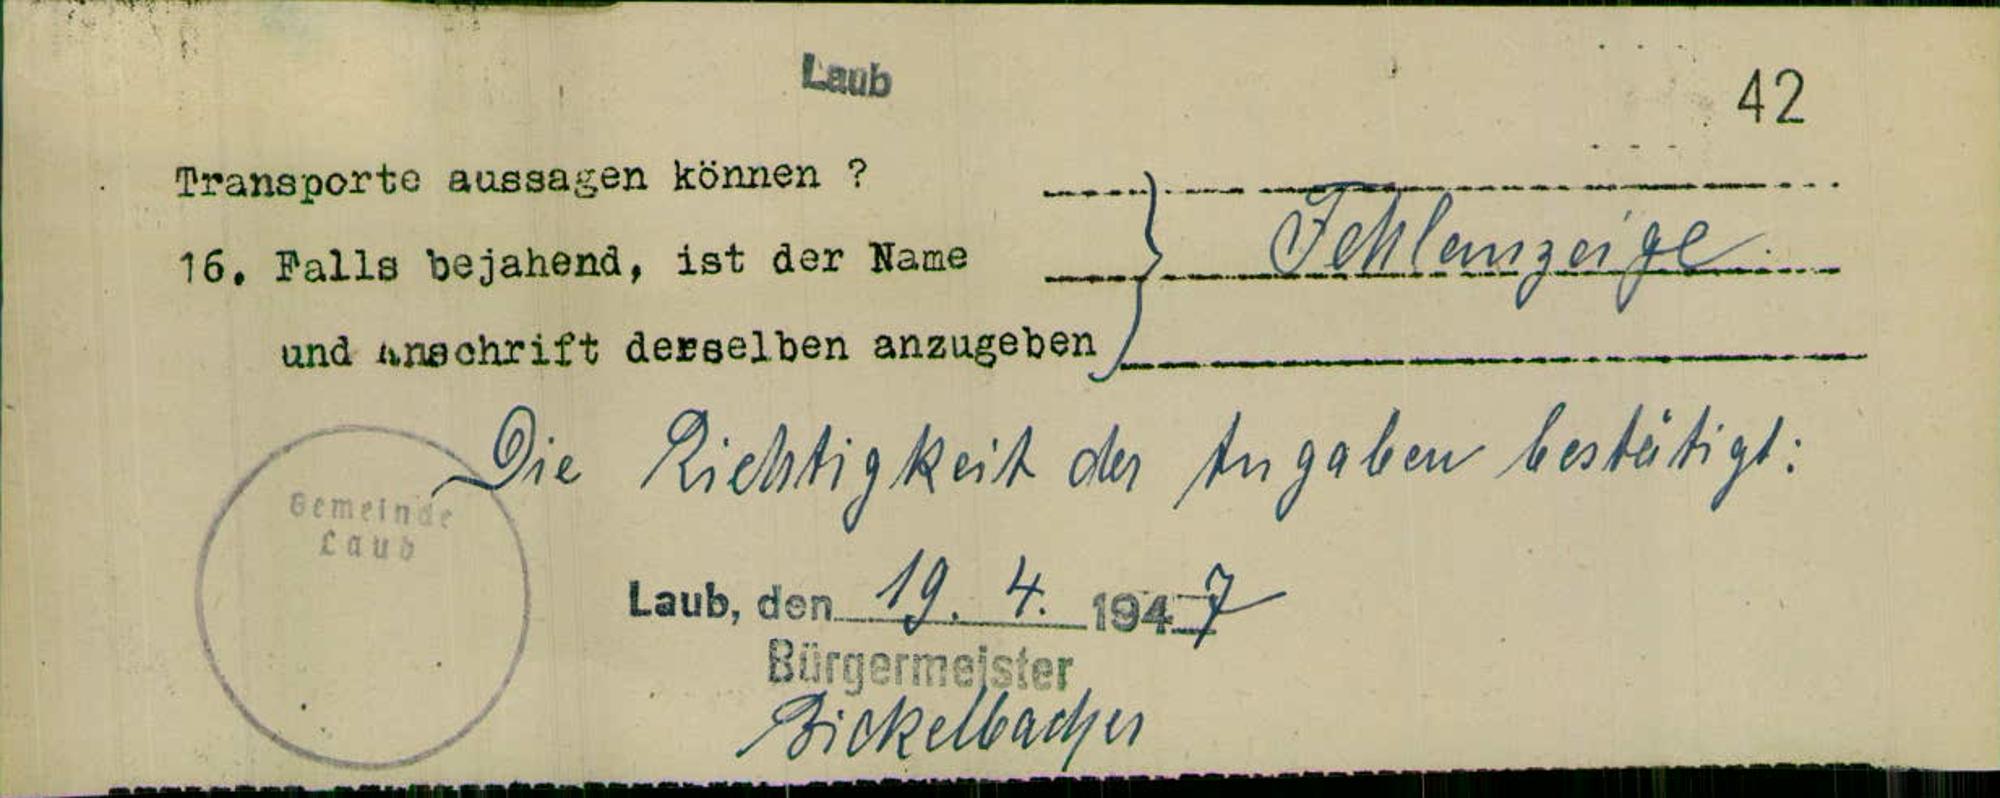 Laub
42
Transporte aussagen können ?
16. Falls bejahend, ist der Name
Fehlanzeige
und Anschrift derselben anzugeben
Die Richtigkeit der Angaben bestätigt:
Gemeinde
Laub
Laub, den 19. 4. 1947
Bürgermeister
Bickelbacher